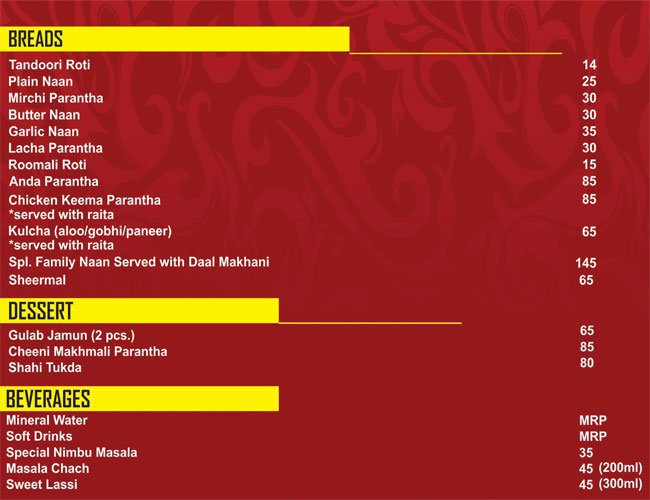 BREADS
Tandoori Roti 14
Plain Naan 25
Mirchi Parantha 30
Butter Naan 30
Garlic Naan 35
Lacha Parantha 30
Roomali Roti 15
Anda Parantha 85
Chicken Keema Parantha 85
*served with raita
Kulcha (aloo/gobhi/paneer) 65
*served with raita
Spl. Family Naan Served with Daal Makhani 145
Sheermal 65
DESSERT
Gulab Jamun (2 pcs.) 65
Cheeni Makhmali Parantha 85
Shahi Tukda 80
BEVERAGES
Mineral Water MRP
Soft Drinks MRP
Special Nimbu Masala 35
Masala Chach 45 (200ml)
Sweet Lassi 45 (300ml)